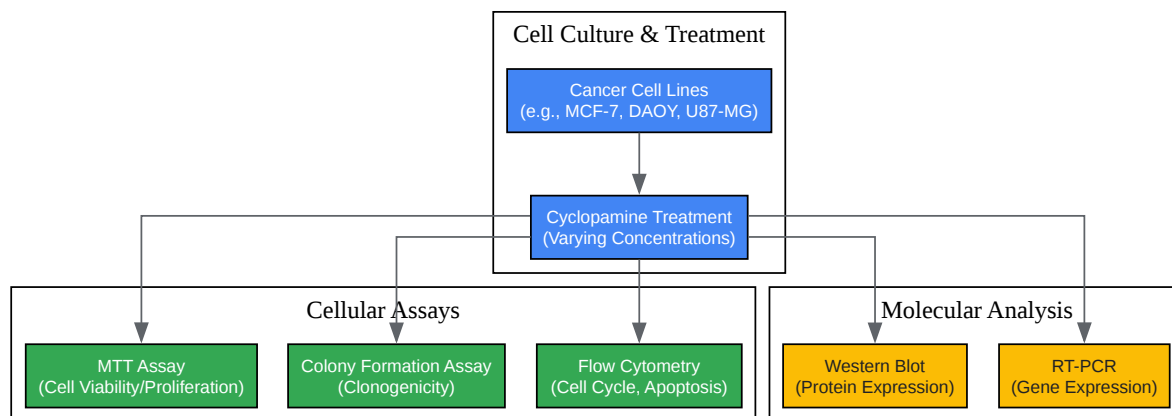 Cell Culture & Treatment
Cancer Cell Lines
(e.g., MCF-7, DAOY, U87-MG)
Cyclopamine Treatment
(Varying Concentrations)
Cellular Assays
MTT Assay
(Cell Viability/Proliferation)
Colony Formation Assay
(Clonogenicity)
Flow Cytometry
(Cell Cycle, Apoptosis)
Molecular Analysis
Western Blot
(Protein Expression)
RT-PCR
(Gene Expression)